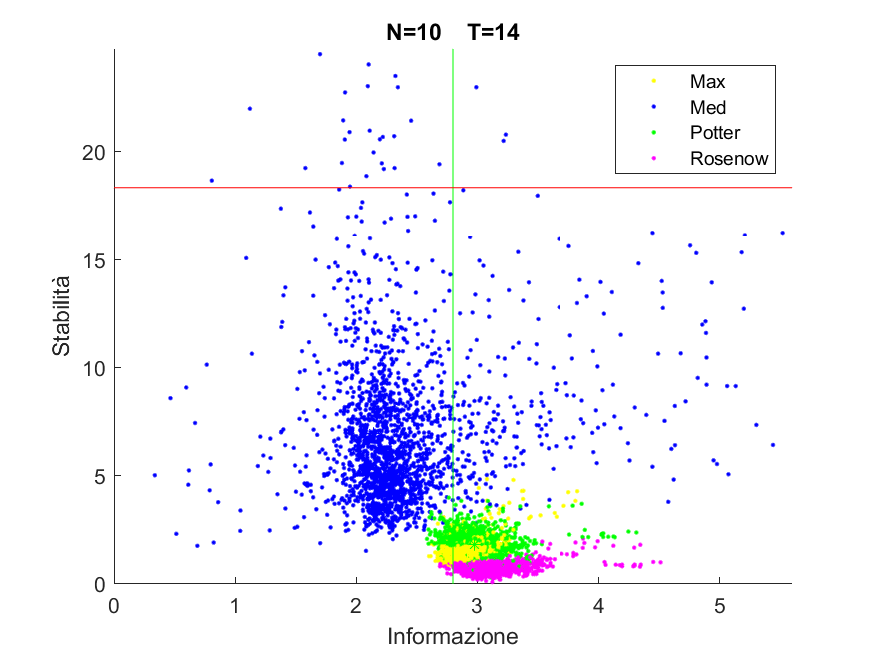 N=10 T=14
Max
Med
Potter
Rosenow
20
15
10
5
0
Stabilità
0 1 2 3 4 5
Informazione